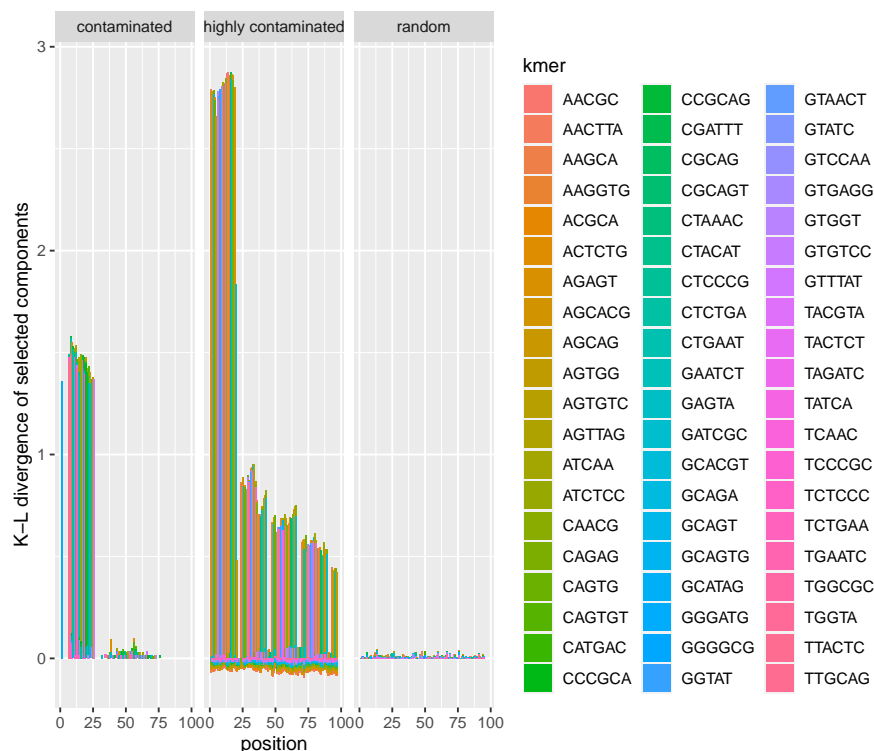 contaminated highly contaminated random
K−L divergence of selected components
3
2
1
0
0 25 50 75 100 0 25 50 75 100 0 25 50 75 100
position
kmer
AACGC CCGCAG GTAACT
AACTTA CGATTT GTATC
AAGCA CGCAG GTCCAA
AAGGTG CGCAGT GTGAGG
ACGCA CTAAAC GTGGT
ACTCTG CTACAT GTGTCC
AGAGT CTCCCG GTTTAT
AGCACG CTCTGA TACGTA
AGCAG CTGAAT TACTCT
AGTGG GAATCT TAGATC
AGTGTC GAGTA TATCA
AGTTAG GATCGC TCAAC
ATCAA GCACGT TCCCGC
ATCTCC GCAGA TCTCCC
CAACG GCAGT TCTGAA
CAGAG GCAGTG TGAATC
CAGTG GCATAG TGGCGC
CAGTGT GGGATG TGGTA
CATGAC GGGGCG TTACTC
CCCGCA GGTAT TTGCAG